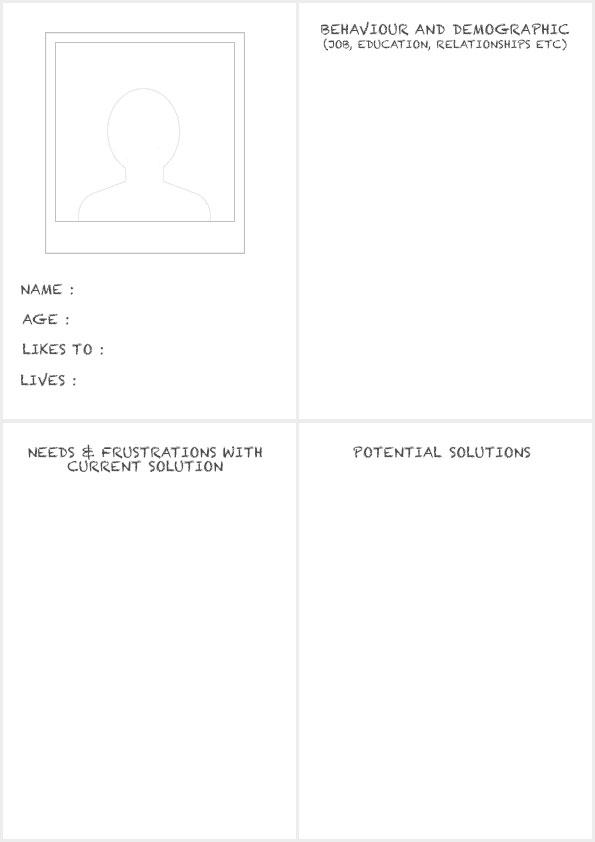 BEHAVIOUR AND DEMOGRAPHIC
(JOB, EDUCATION, RELATIONSHIPS ETC)
NAME :
AGE :
LIKES TO :
LIVES :
NEEDS & FRUSTRATIONS WITH
CURRENT SOLUTION
POTENTIAL SOLUTIONS